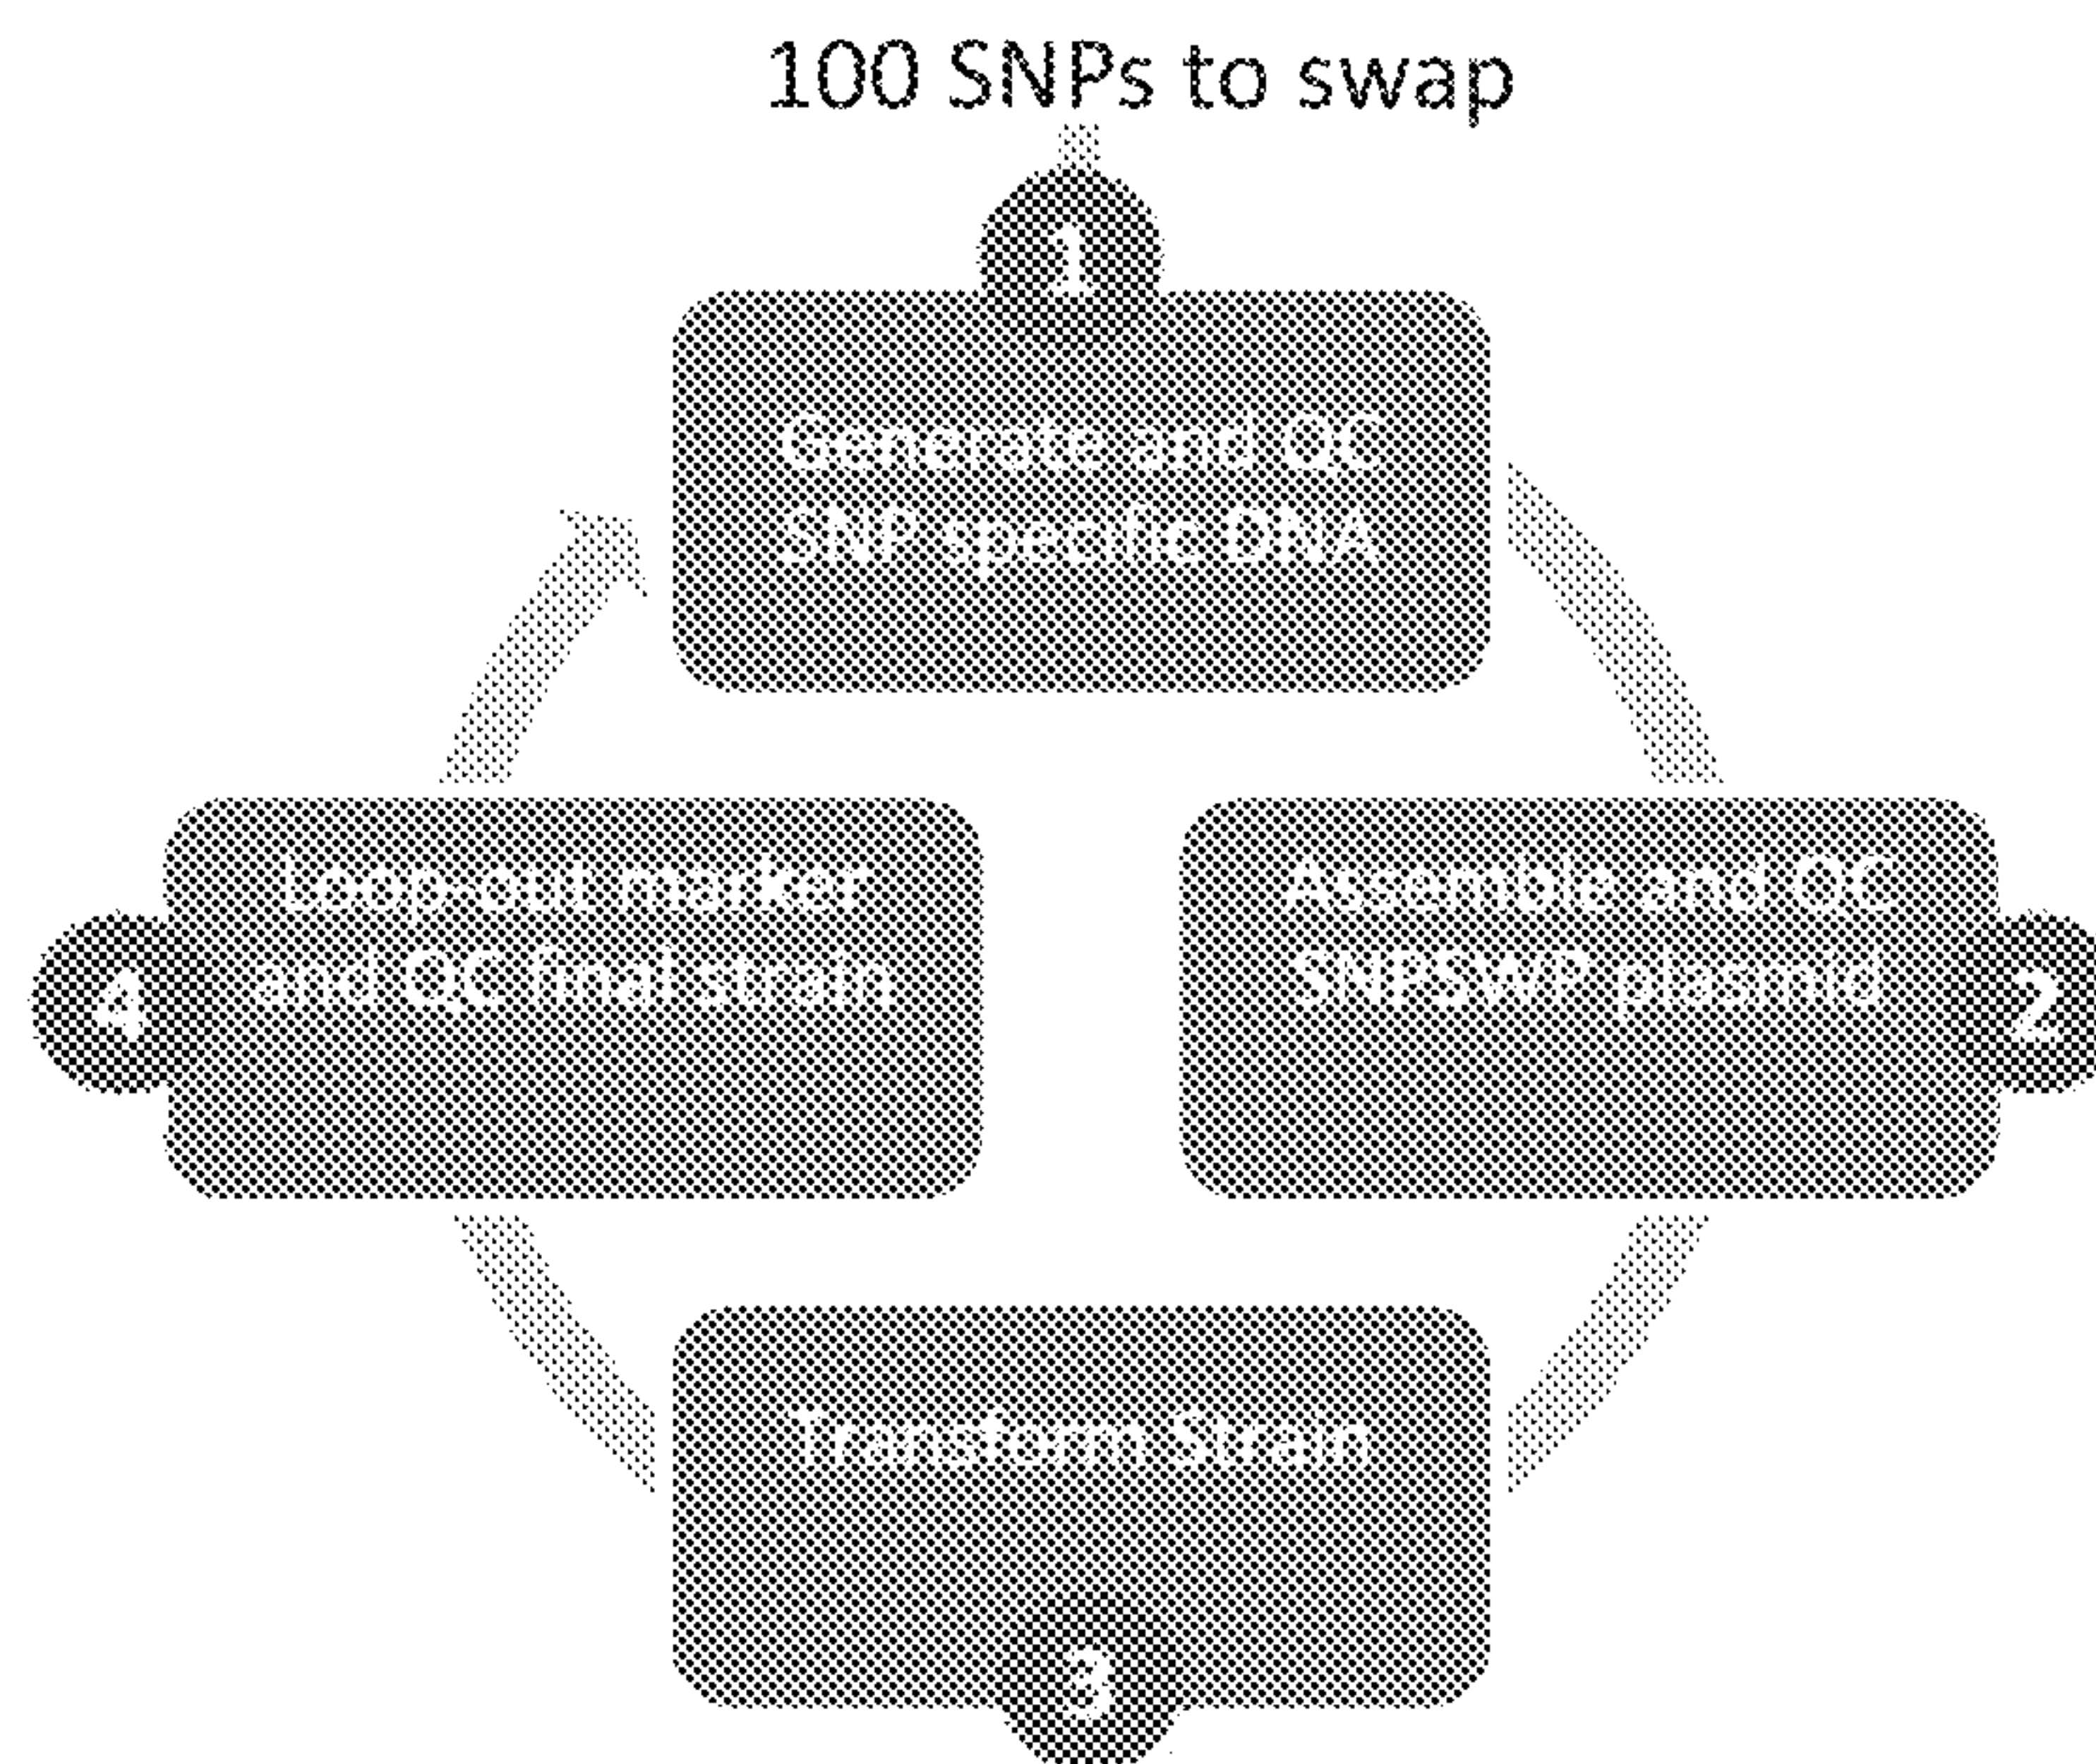 100 SNPs to swap
1
Generate and QC
SNP specific DNA
Assemble and QC
SNPSWP plasmid
2
Transform Strain
3
Loop-out marker
and QC final strain
4